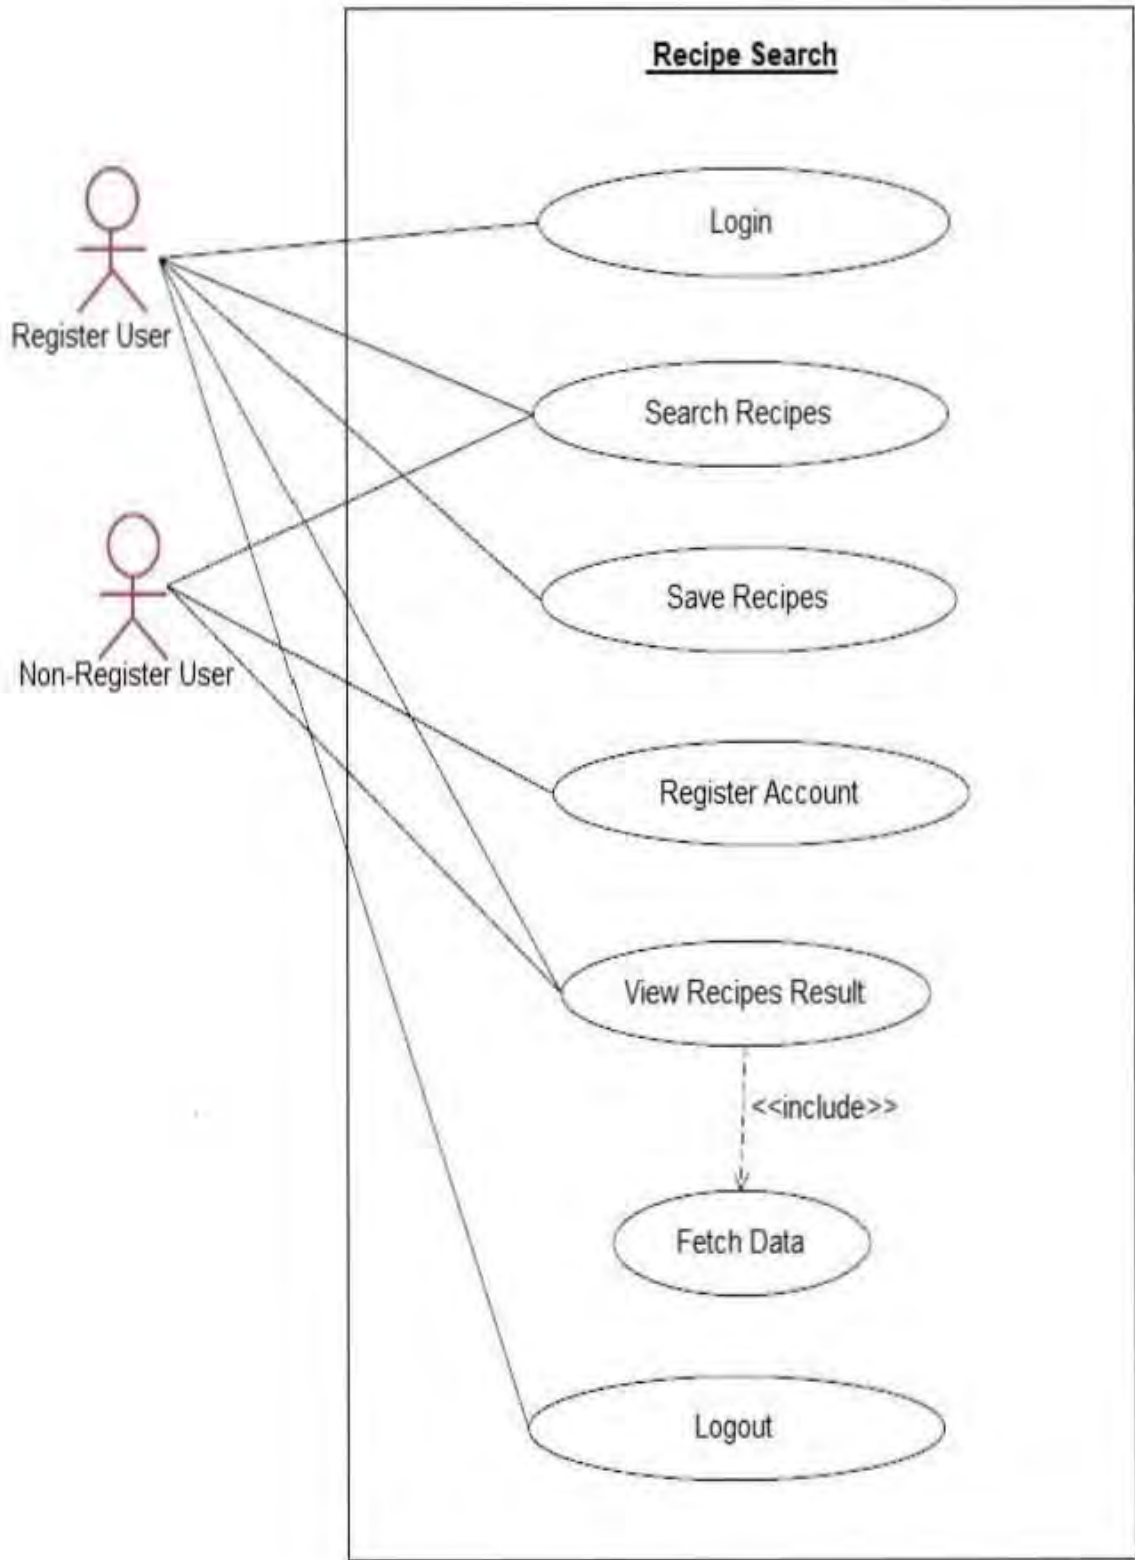 Recipe Search
Login
Register User
Search Recipes
Save Recipes
Non-Register User
Register Account
View Recipes Result
<<include>>
Fetch Data
Logout